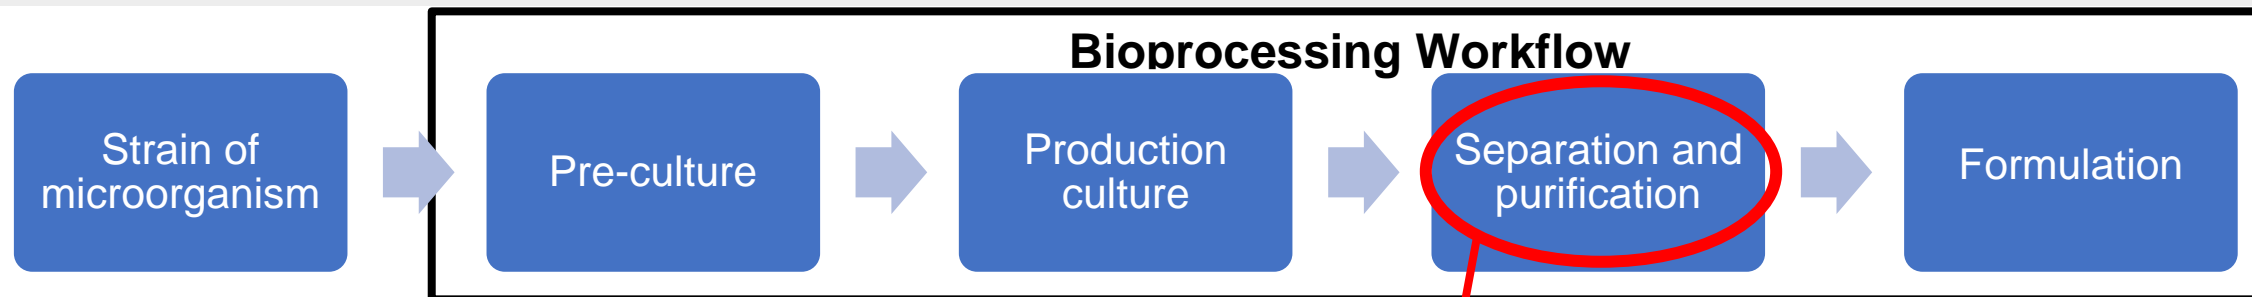 Bioprocessing Workflow
Strain of
microorganism
Pre-culture
Production
culture
Separation and
purification
Formulation